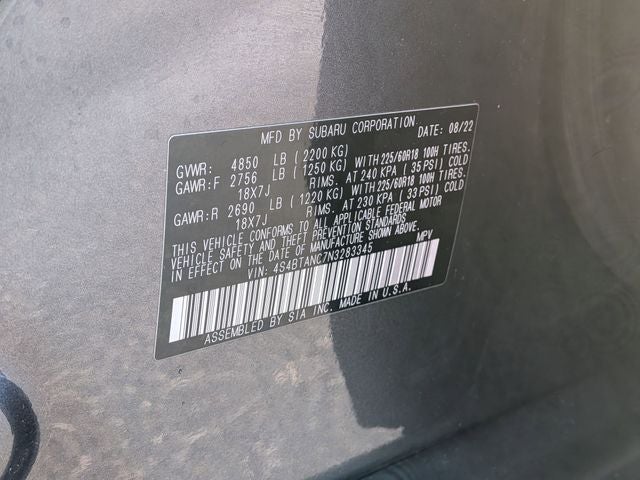 MFD BY SUBARU CORPORATION. DATE: 08/22
GVWR: 4850 LB (2200 KG)
GAWR:F 2756 LB (1250 KG) WITH 225/60R18 100H TIRES.
18X7J RIMS. AT 240 KPA (35 PSI) COLD
GAWR:R 2690 LB (1220 KG) WITH 225/60R18 100H TIRES.
18X7J RIMS. AT 230 KPA (33 PSI) COLD
THIS VEHICLE CONFORMS TO ALL APPLICABLE FEDERAL MOTOR
VEHICLE SAFETY AND THEFT PREVENTION STANDARDS
IN EFFECT ON THE DATE OF MANUFACTURE SHOWN ABOVE.
VIN: 4S4BTANC7N3283345 MPV
ASSEMBLED BY SIA INC. MADE IN U.S.A.